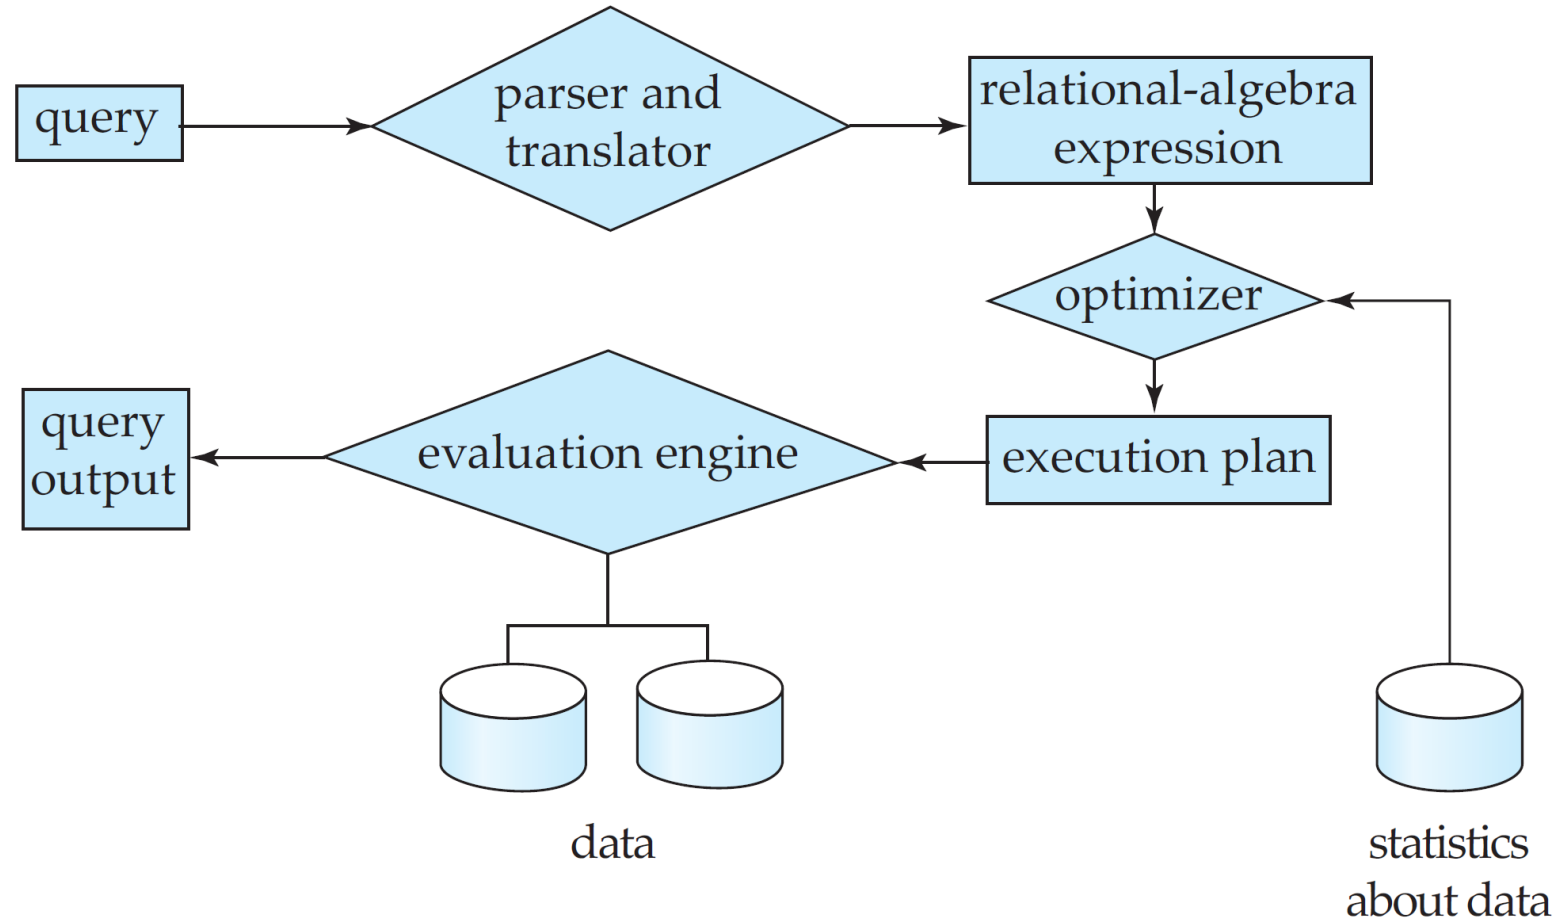 query
parser and
translator
relational-algebra
expression
optimizer
execution plan
evaluation engine
query
output
data
statistics
about data